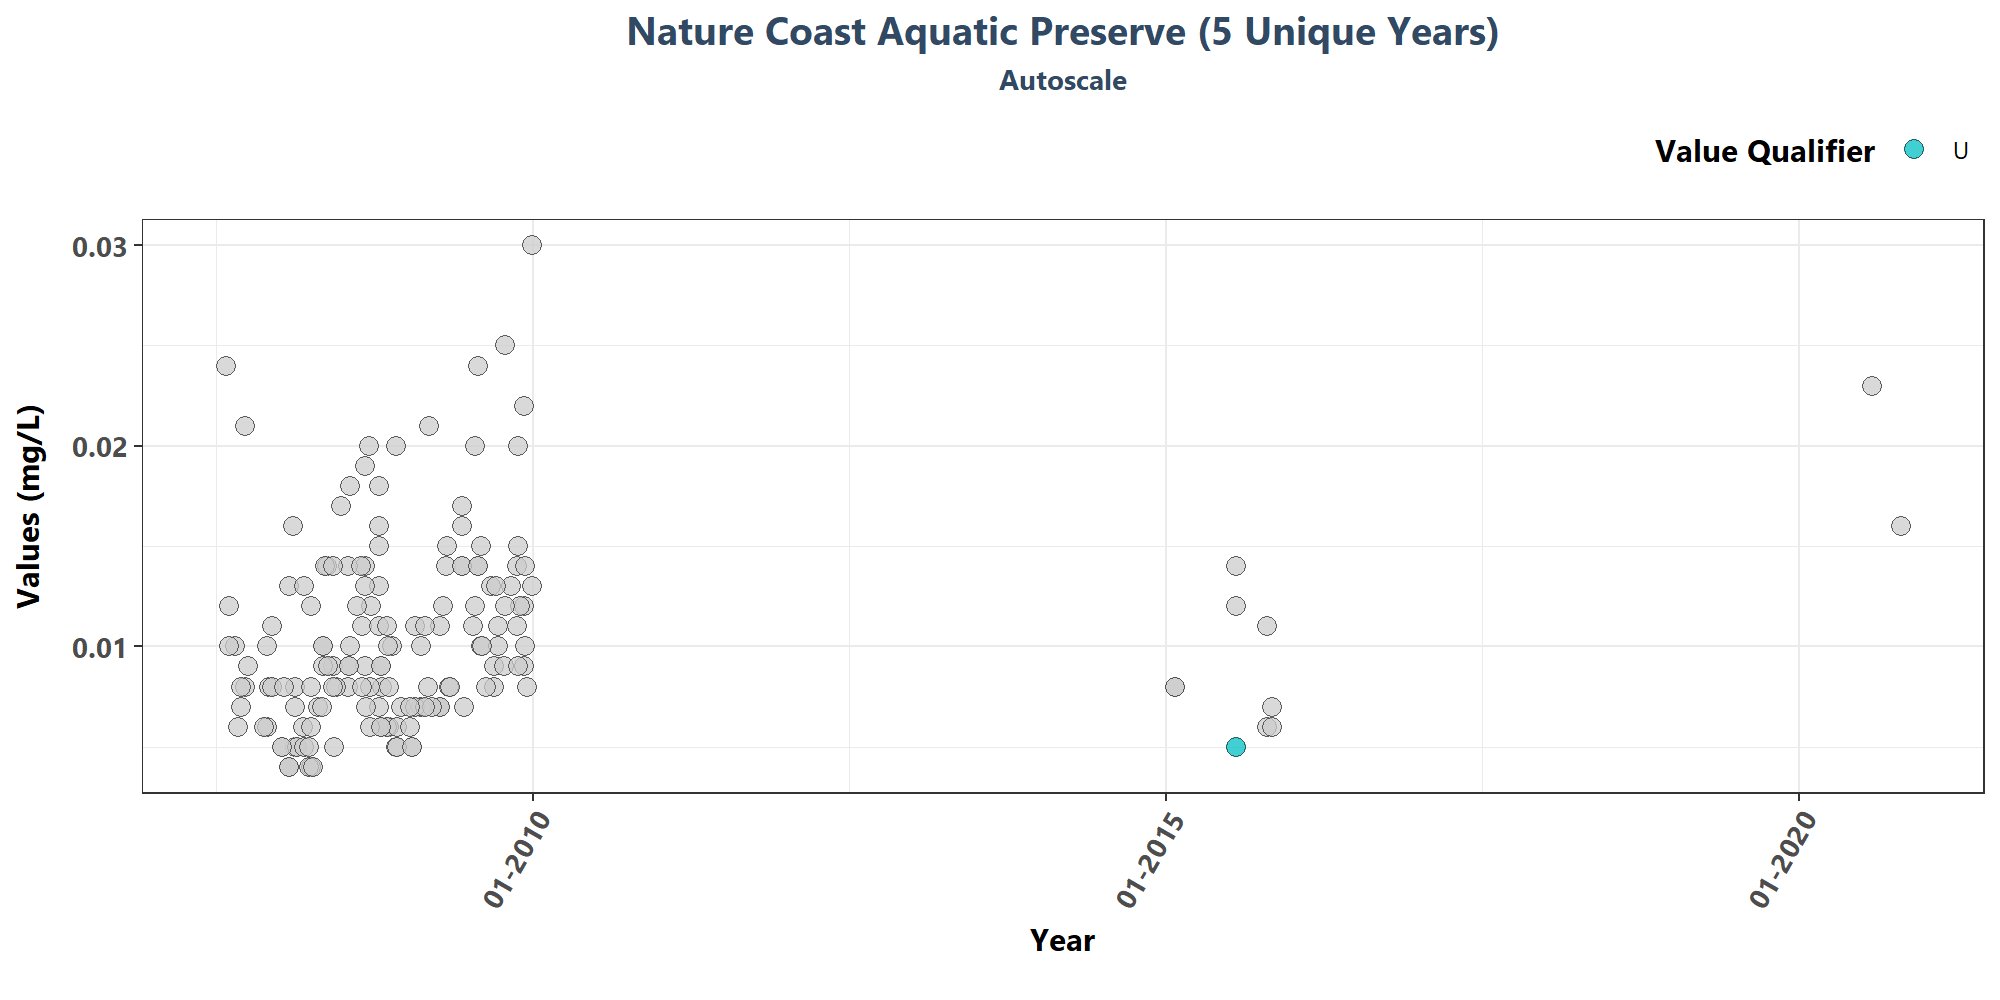 Nature Coast Aquatic Preserve (5 Unique Years)
Autoscale
Value Qualifier U
0.03
0.02
0.01
Values (mg/L)
01-2010
01-2015
01-2020
Year